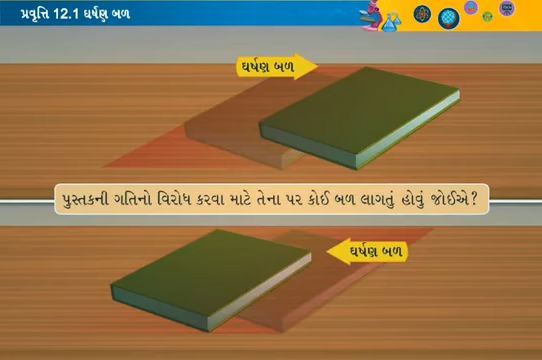 પ્રવૃત્તિ 12.1 ઘર્ષણ બળ
ઘર્ષણ બળ
પુસ્તકની ગતિનો વિરોધ કરવા માટે તેના પર કોઈ બળ લાગતું હોવું જોઈએ?
ઘર્ષણ બળ